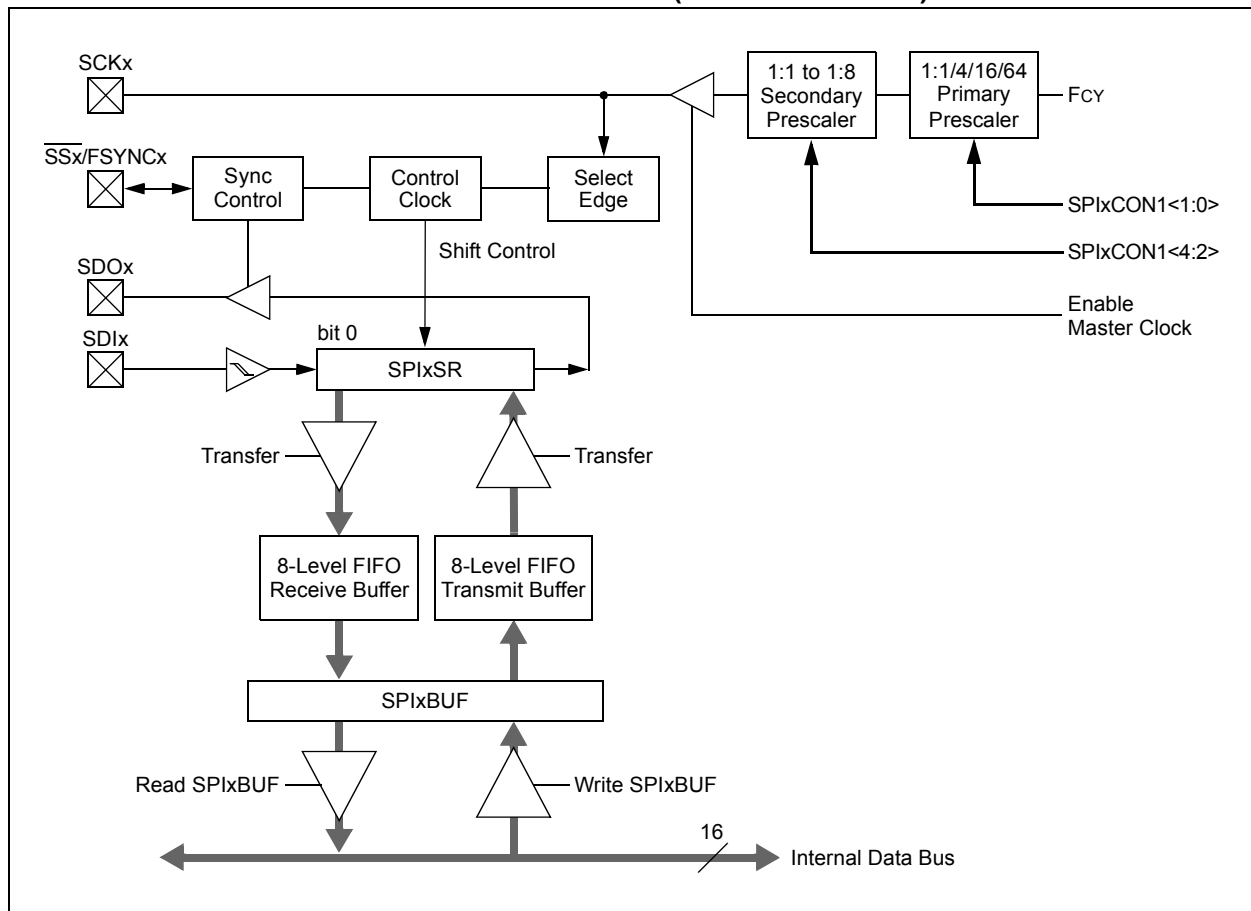 SCKx
1:1 to 1:8
Secondary
Prescaler
1:1/4/16/64
Primary
Prescaler
FCY
SSx/FSYNCx
Sync
Control
Control
Clock
Select
Edge
SPIxCON1<1:0>
Shift Control
SPIxCON1<4:2>
SDOx
Enable
Master Clock
SDIx
bit 0
SPIxSR
Transfer
Transfer
8-Level FIFO
Receive Buffer
8-Level FIFO
Transmit Buffer
SPIxBUF
Read SPIxBUF
Write SPIxBUF
16
Internal Data Bus